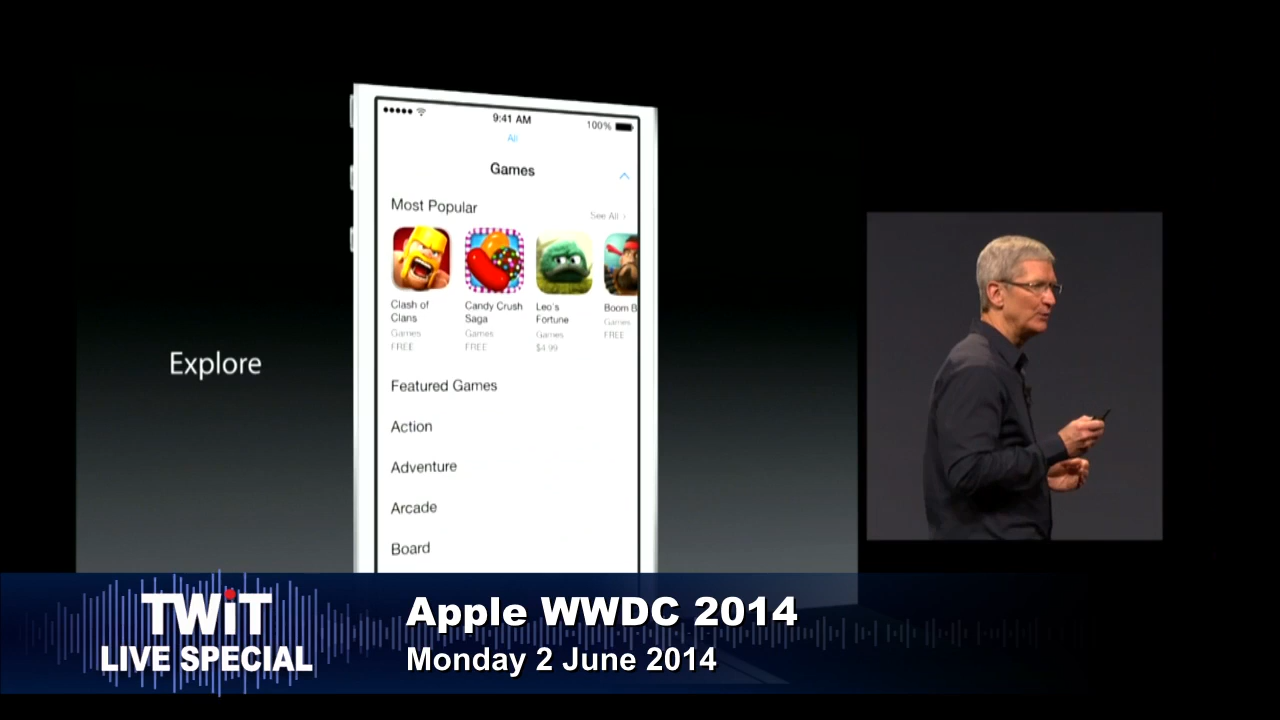 9:41 AM
100%
All
Games
Most Popular
See All >
Clash of Clans
Games
FREE
Candy Crush Saga
Games
FREE
Leo's Fortune
Games
$4.99
Boom B
Games
FREE
Explore
Featured Games
Action
Adventure
Arcade
Board
TWiT
LIVE SPECIAL
Apple WWDC 2014
Monday 2 June 2014